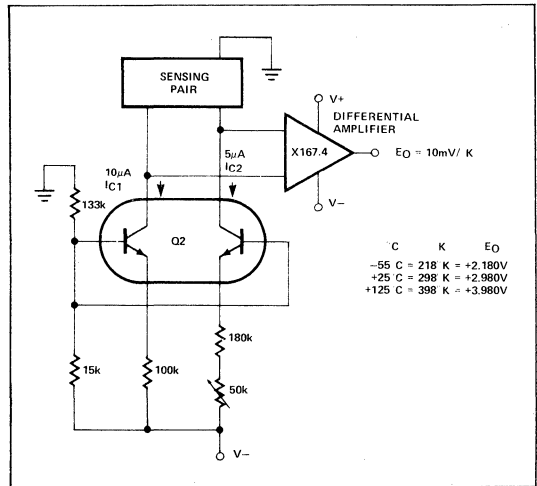 SENSING
PAIR
V+
DIFFERENTIAL
AMPLIFIER
X167.4
EO = 10mV/ K
V−
10µA
IC1
5µA
IC2
133k
Q2
°C K EO
−55 C = 218 K = +2.180V
+25 C = 298 K = +2.980V
+125 C = 398 K = +3.980V
180k
15k
100k
50k
V−